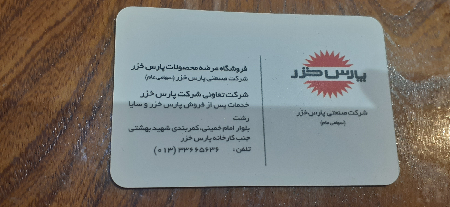 فروشگاه عرضه محصولات پارس خزر
شرکت صنعتی پارس خزر (سهامی عام)
شرکت تعاونی شرکت پارس خزر
خدمات پس از فروش پارس خزر و سایا
رشت
بلوار امام خمینی، کمربندی شهید بهشتی
جنب کارخانه پارس خزر
تلفن: ۳۳۶۶۵۶۳۶ (۰۱۳)
پارس خزر
شرکت صنعتی پارس خزر
(سهامی عام)